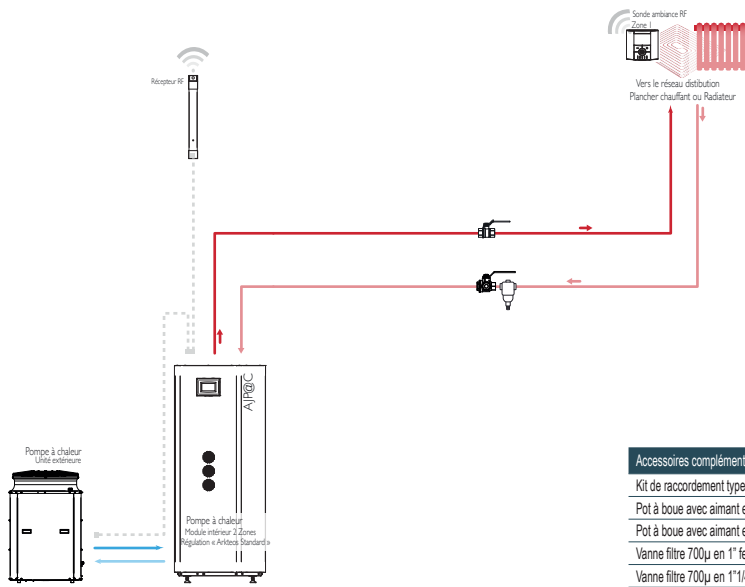 Sonde ambiance RF
Zone 1
Récepteur RF
Vers le réseau distibution
Plancher chauffant ou Radiateur
AJP@C
Pompe à chaleur
Unité extérieure
Pompe à chaleur
Module intérieur 2 Zones
Régulation « Arkteos Standard »
Accessoires complément
Kit de raccordement type
Pot à boue avec aimant e
Pot à boue avec aimant e
Vanne filtre 700µ en 1" fe
Vanne filtre 700µ en 1"1/